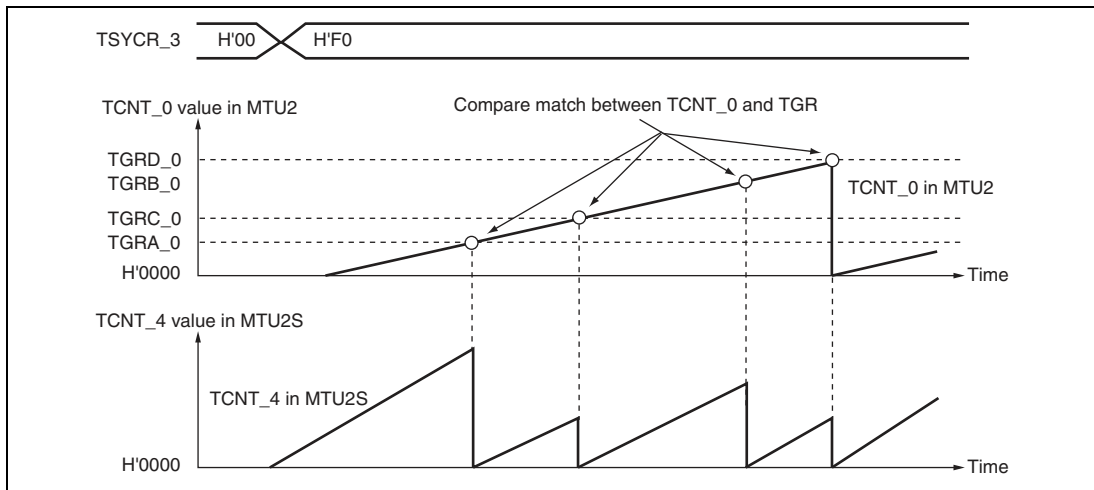 TSYCR_3 H'00 H'F0
TCNT_0 value in MTU2
Compare match between TCNT_0 and TGR
TGRD_0
TGRB_0
TCNT_0 in MTU2
TGRC_0
TGRA_0
H'0000
Time
TCNT_4 value in MTU2S
TCNT_4 in MTU2S
H'0000
Time